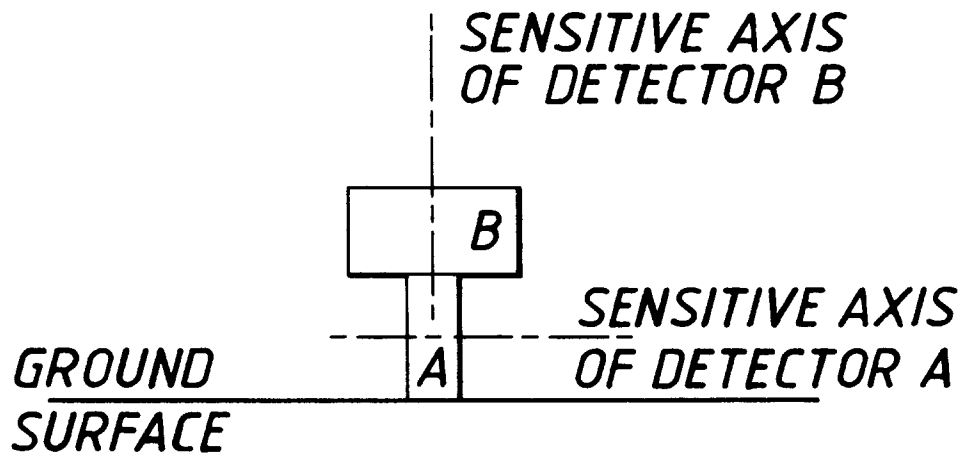 SENSITIVE AXIS
OF DETECTOR B
B
SENSITIVE AXIS
OF DETECTOR A
A
GROUND
SURFACE